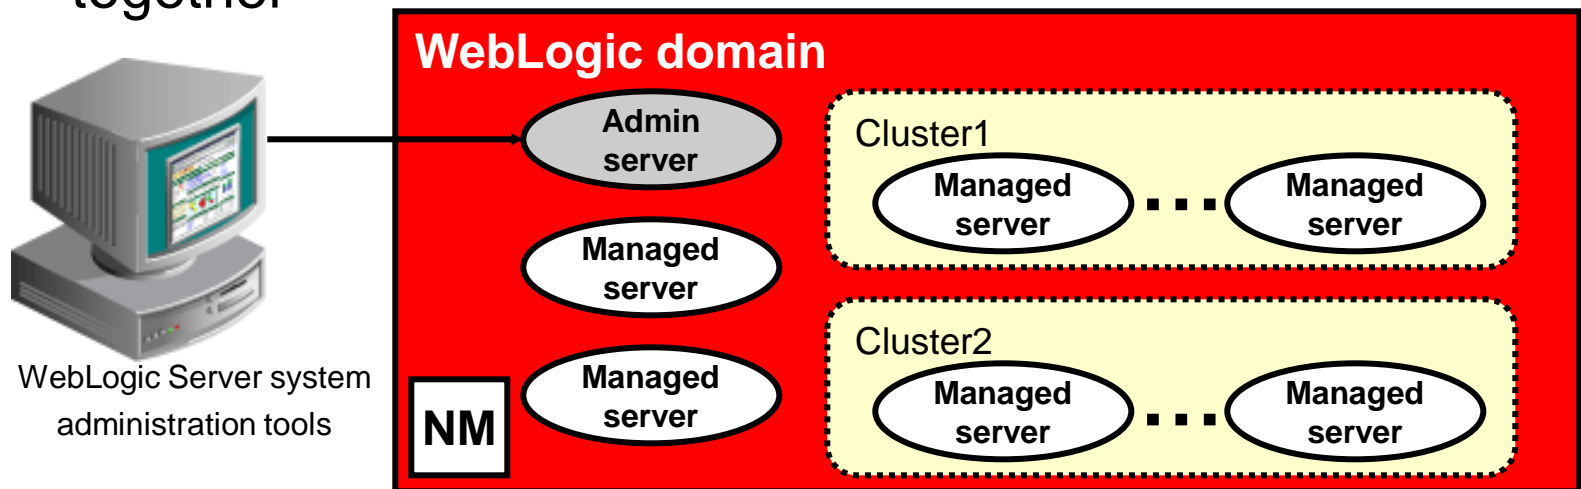 together
WebLogic domain
Admin
server
Managed
server
Managed
server
NM
Cluster1
Managed
server
...
Managed
server
Cluster2
Managed
server
...
Managed
server
WebLogic Server system
administration tools